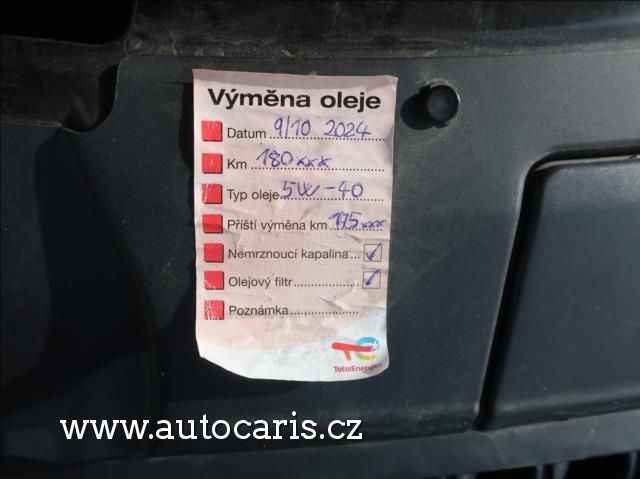 Výměna oleje
Datum 9/10 2024
Km 180xxx
Typ oleje 5W-40
Příští výměna km 195xxx
Nemrznoucí kapalina
Olejový filtr
Poznámka
TotalEnergies
www.autocaris.cz